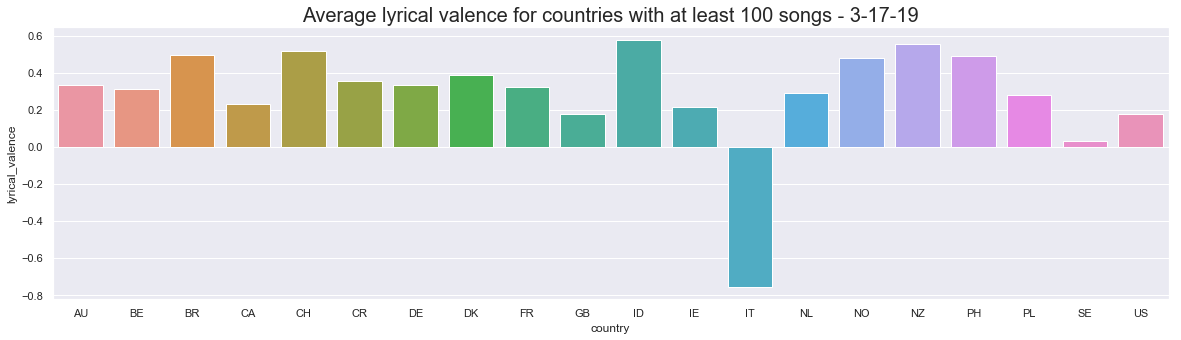 Average lyrical valence for countries with at least 100 songs - 3-17-19
0.6
0.4
0.2
0.0
−0.2
−0.4
−0.6
−0.8
lyrical_valence
AU BE BR CA CH CR DE DK FR GB ID IE IT NL NO NZ PH PL SE US
country